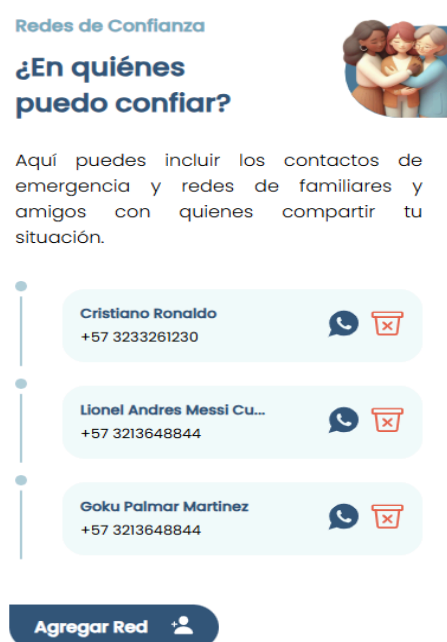 Redes de Confianza
¿En quiénes
puedo confiar?
Aquí puedes incluir los contactos de
emergencia y redes de familiares y
amigos con quienes compartir tu
situación.
Cristiano Ronaldo
+57 3233261230
Lionel Andres Messi Cu...
+57 3213648844
Goku Palmar Martinez
+57 3213648844
Agregar Red